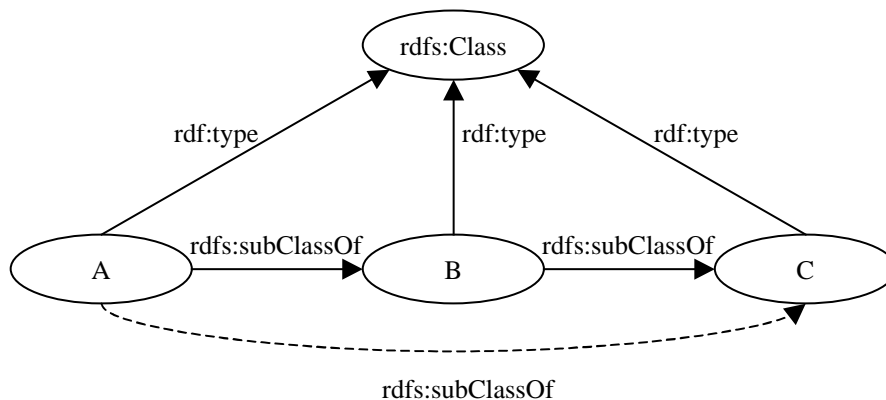 rdfs:Class
rdf:type
rdf:type
rdf:type
rdfs:subClassOf
rdfs:subClassOf
A
B
C
rdfs:subClassOf